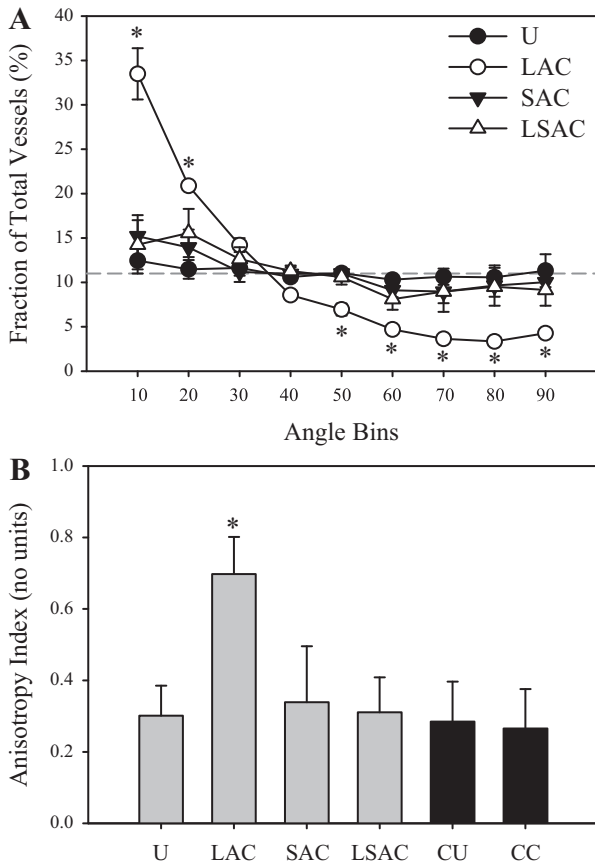 A
Fraction of Total Vessels (%)
40
35
30
25
20
15
10
5
0
*
*
*
*
*
*
*
U
LAC
SAC
LSAC
10 20 30 40 50 60 70 80 90
Angle Bins
B
Anisotropy Index (no units)
1.0
0.8
0.6
0.4
0.2
0.0
*
U LAC SAC LSAC CU CC